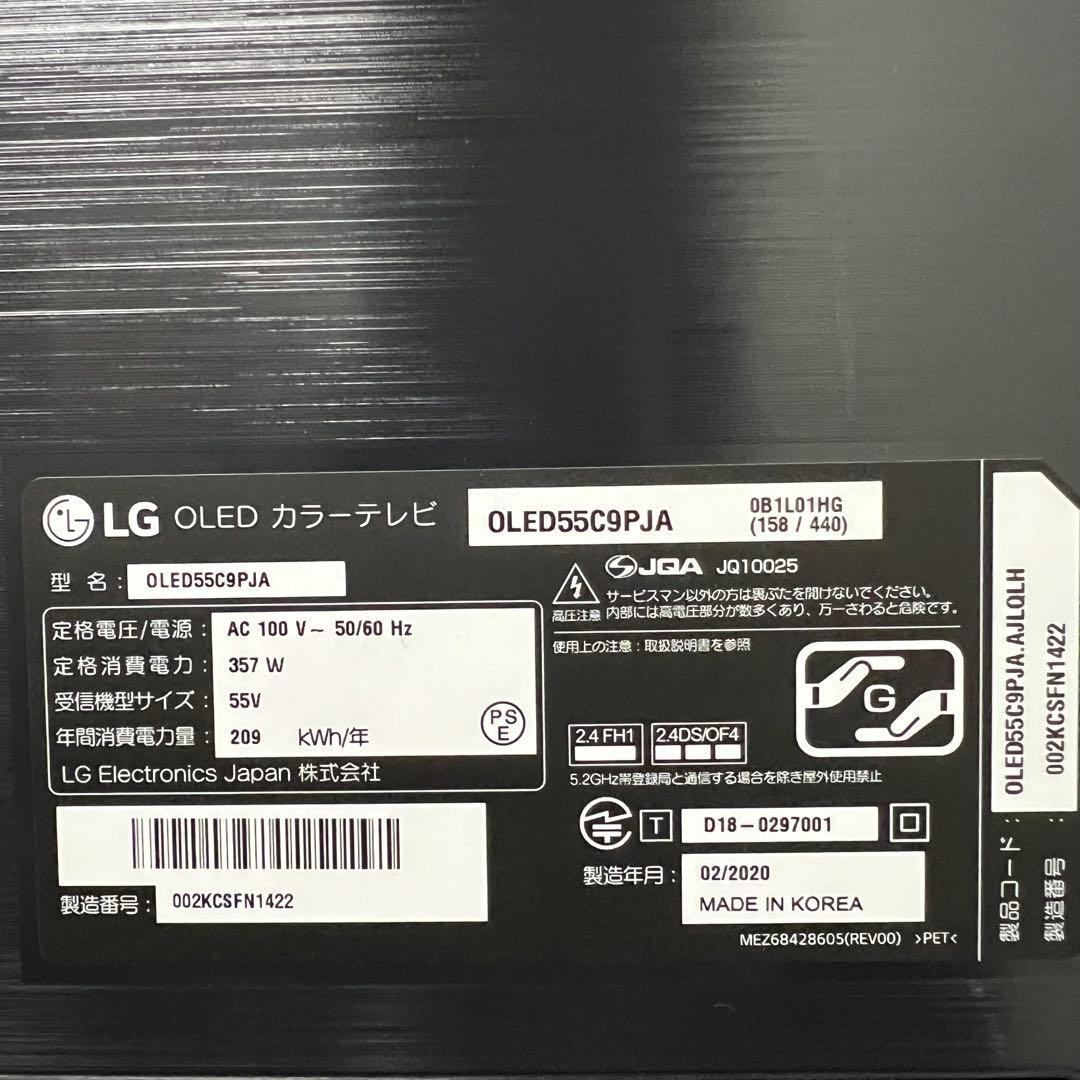 LG OLED カラーテレビ
OLED55C9PJA
0B1L01HG
(158 / 440)
型 名 : OLED55C9PJA
定格電圧/電源 : AC 100 V~ 50/60 Hz
定格消費電力 : 357 W
受信機型サイズ : 55V
年間消費電力量 : 209 kWh/年
PS
E
LG Electronics Japan 株式会社
製造番号 : 002KCSFN1422
JQA JQ10025
高圧注意
サービスマン以外の方は裏ぶたを開けないでください。
内部には高電圧部分が数多くあり、万一さわると危険です。
使用上の注意 : 取扱説明書を参照
G
2.4 FH1
2.4DS/OF4
5.2GHz帯登録局と通信する場合を除き屋外使用禁止
T D18-0297001
製造年月 : 02/2020
MADE IN KOREA
MEZ68428605(REV00) >PET<
製品コード : OLED55C9PJA.AJLQLH
製造番号 : 002KCSFN1422